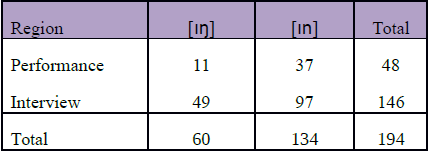 Region [ɪŋ] [ɪn] Total
Performance 11 37 48
Interview 49 97 146
Total 60 134 194